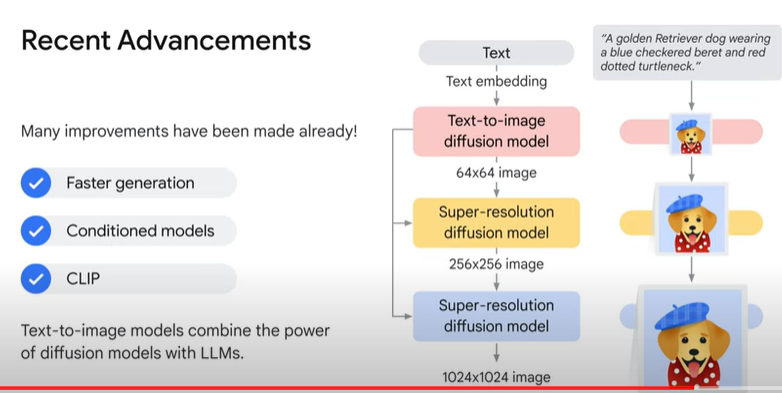 Recent Advancements
Many improvements have been made already!
Faster generation
Conditioned models
CLIP
Text-to-image models combine the power
of diffusion models with LLMs.
Text
Text embedding
Text-to-image
diffusion model
64x64 image
Super-resolution
diffusion model
256x256 image
Super-resolution
diffusion model
1024x1024 image
“A golden Retriever dog wearing
a blue checkered beret and red
dotted turtleneck.”